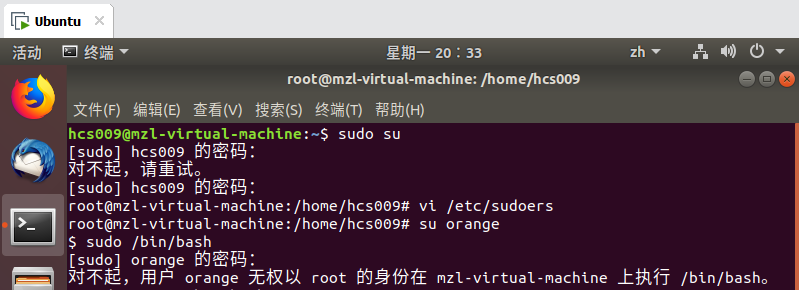 Ubuntu
活动 终端 星期一 20：33 zh
root@mzl-virtual-machine: /home/hcs009
文件(F) 编辑(E) 查看(V) 搜索(S) 终端(T) 帮助(H)
hcs009@mzl-virtual-machine:~$ sudo su
[sudo] hcs009 的密码：
对不起，请重试。
[sudo] hcs009 的密码：
root@mzl-virtual-machine:/home/hcs009# vi /etc/sudoers
root@mzl-virtual-machine:/home/hcs009# su orange
$ sudo /bin/bash
[sudo] orange 的密码：
对不起，用户 orange 无权以 root 的身份在 mzl-virtual-machine 上执行 /bin/bash。